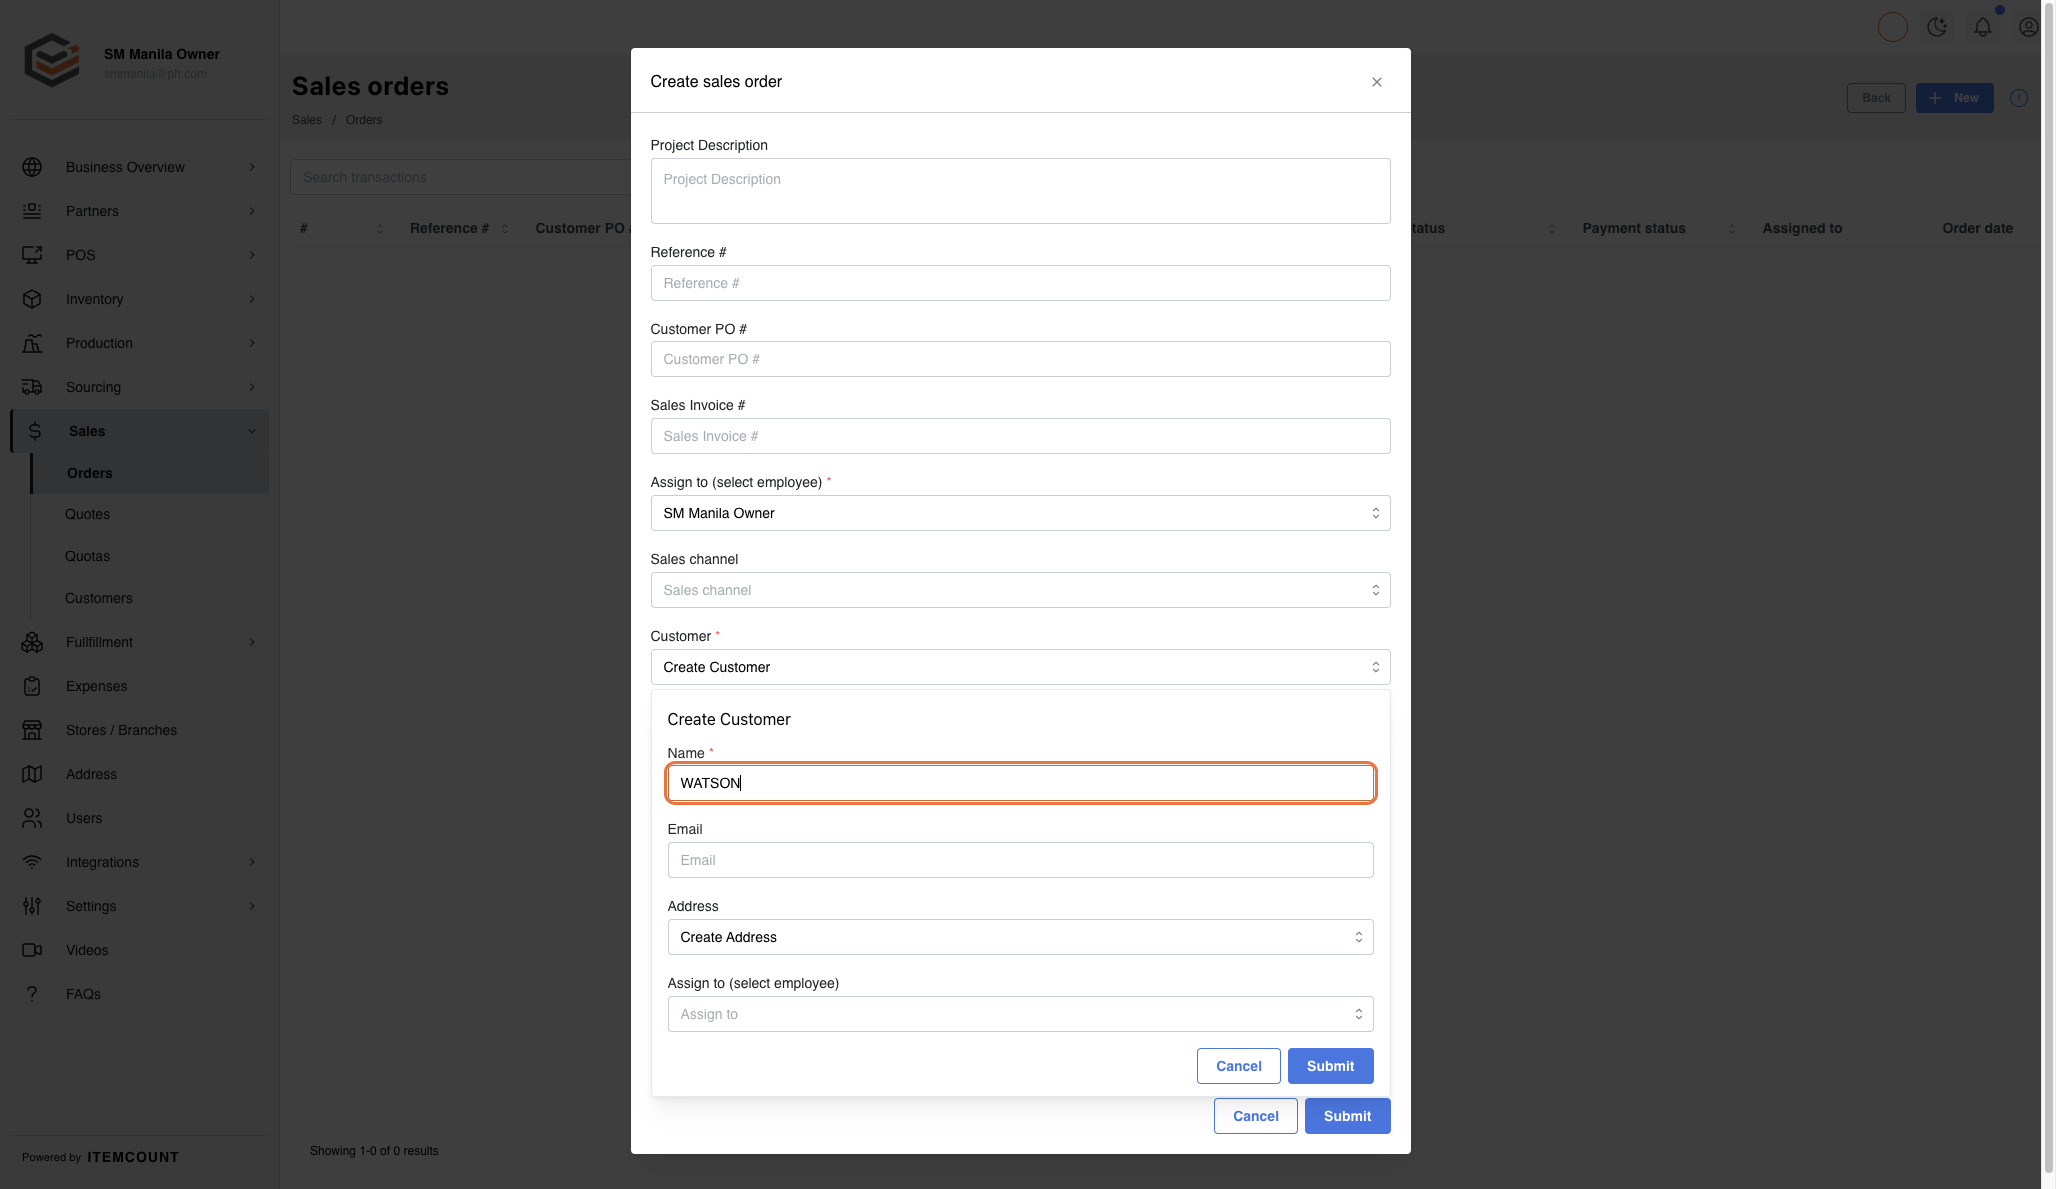 SM Manila Owner
smmanila@ph.com
Business Overview
Partners
POS
Inventory
Production
Sourcing
Sales
Orders
Quotes
Quotas
Customers
Fullfillment
Expenses
Stores / Branches
Address
Users
Integrations
Settings
Videos
FAQs
Powered by ITEMCOUNT
Sales orders
Sales / Orders
Back
+ New
Search transactions
# Reference # Customer PO tatus Payment status Assigned to Order date
Showing 1-0 of 0 results
Create sales order
Project Description
Project Description
Reference #
Reference #
Customer PO #
Customer PO #
Sales Invoice #
Sales Invoice #
Assign to (select employee) *
SM Manila Owner
Sales channel
Sales channel
Customer *
Create Customer
Create Customer
Name *
WATSON
Email
Email
Address
Create Address
Assign to (select employee)
Assign to
Cancel Submit
Cancel Submit